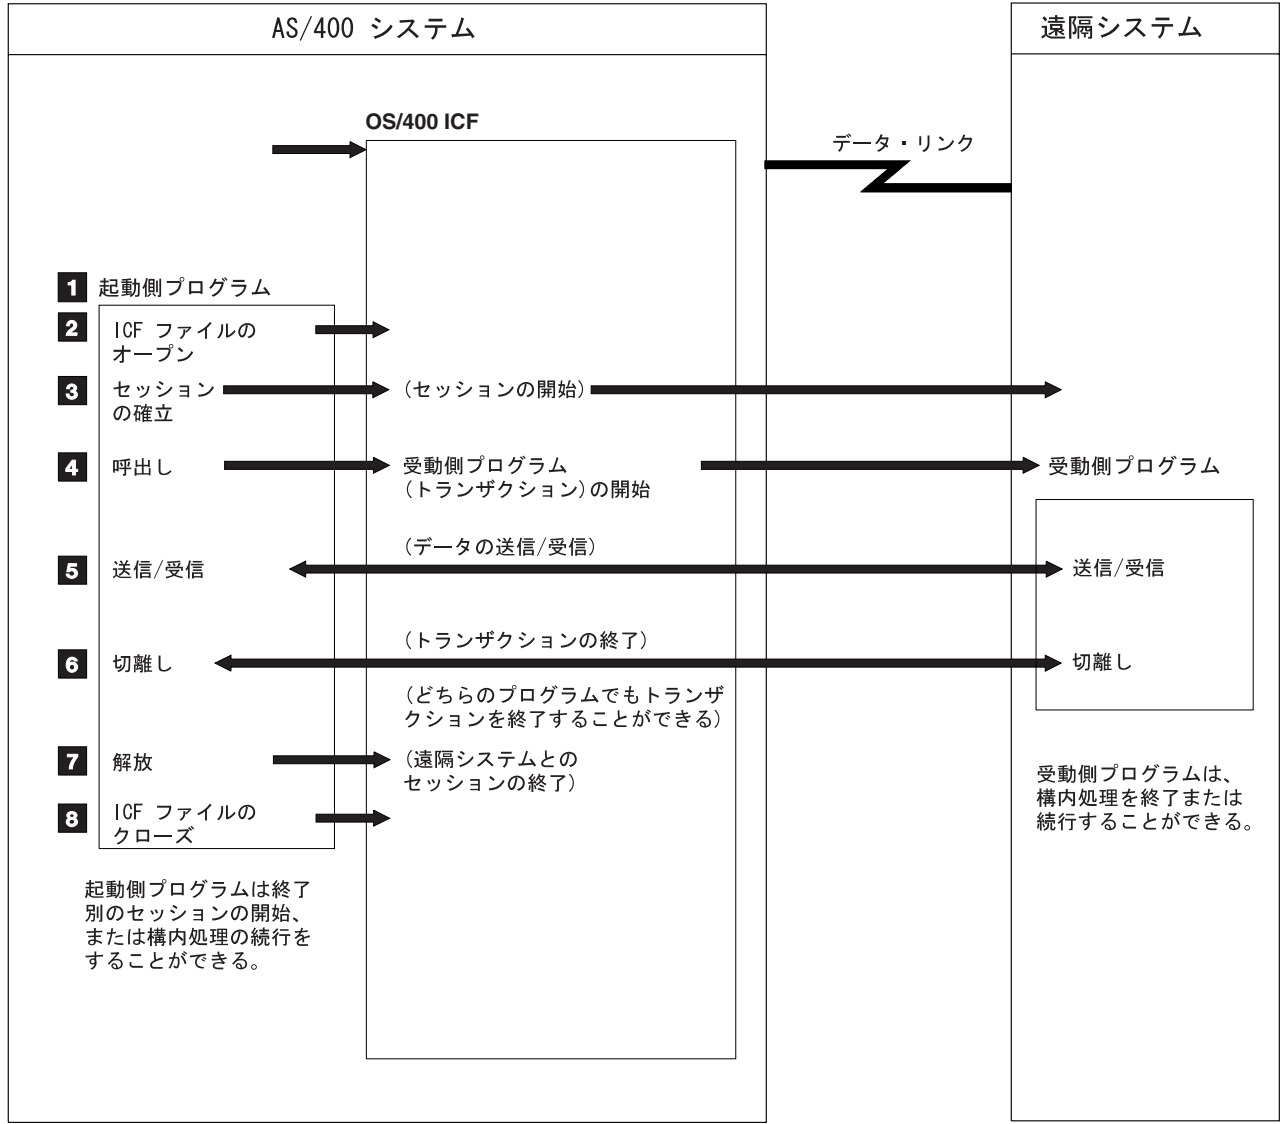 AS/400 システム
遠隔システム
OS/400 ICF
データ・リンク
1 起動側プログラム
2 ICF ファイルの
オープン
3 セッション
の確立
(セッションの開始)
4 呼出し
受動側プログラム
(トランザクション)の開始
受動側プログラム
(データの送信/受信)
5 送信/受信
送信/受信
(トランザクションの終了)
6 切離し
切離し
(どちらのプログラムでもトランザ
クションを終了することができる)
7 解放
(遠隔システムとの
セッションの終了)
8 ICF ファイルの
クローズ
受動側プログラムは、
構内処理を終了または
続行することができる。
起動側プログラムは終了
別のセッションの開始、
または構内処理の続行を
することができる。